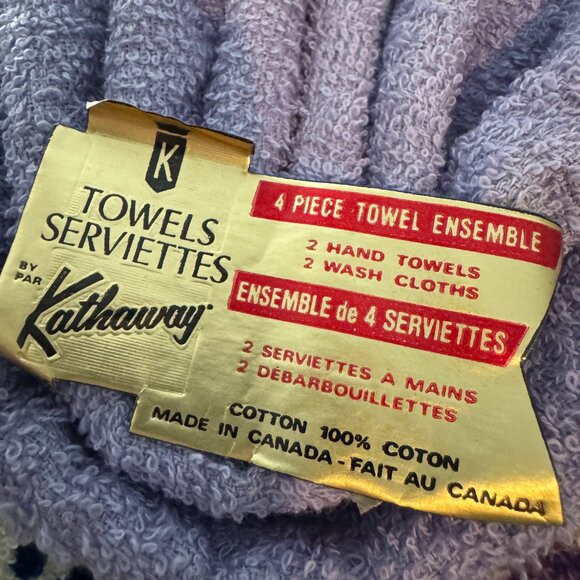 K
TOWELS
SERVIETTES
BY
PAR
Kathaway
4 PIECE TOWEL ENSEMBLE
2 HAND TOWELS
2 WASH CLOTHS
ENSEMBLE de 4 SERVIETTES
2 SERVIETTES A MAINS
2 DÉBARBOUILLETTES
COTTON 100% COTON
MADE IN CANADA - FAIT AU CANADA